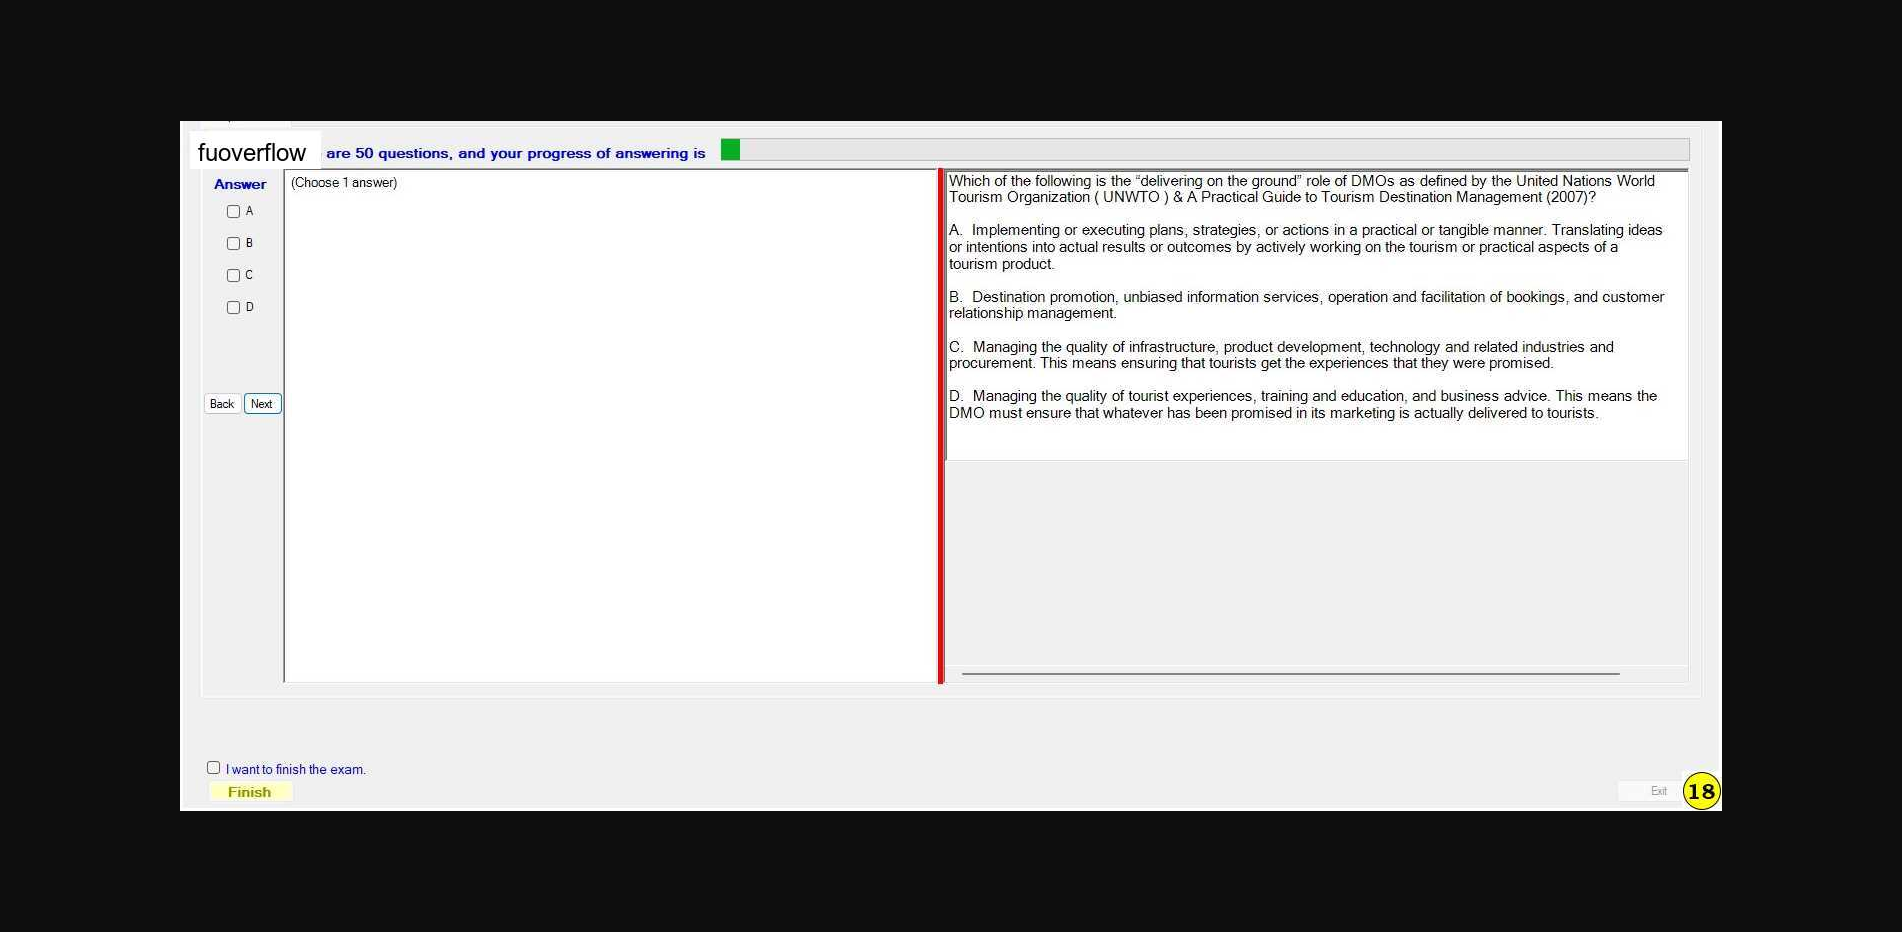 fuoverflow are 50 questions, and your progress of answering is
Answer
A
B
C
D
Back Next
(Choose 1 answer)
Which of the following is the “delivering on the ground” role of DMOs as defined by the United Nations World
Tourism Organization ( UNWTO ) & A Practical Guide to Tourism Destination Management (2007)?
A. Implementing or executing plans, strategies, or actions in a practical or tangible manner. Translating ideas
or intentions into actual results or outcomes by actively working on the tourism or practical aspects of a
tourism product.
B. Destination promotion, unbiased information services, operation and facilitation of bookings, and customer
relationship management.
C. Managing the quality of infrastructure, product development, technology and related industries and
procurement. This means ensuring that tourists get the experiences that they were promised.
D. Managing the quality of tourist experiences, training and education, and business advice. This means the
DMO must ensure that whatever has been promised in its marketing is actually delivered to tourists.
I want to finish the exam.
Finish
Exit
18